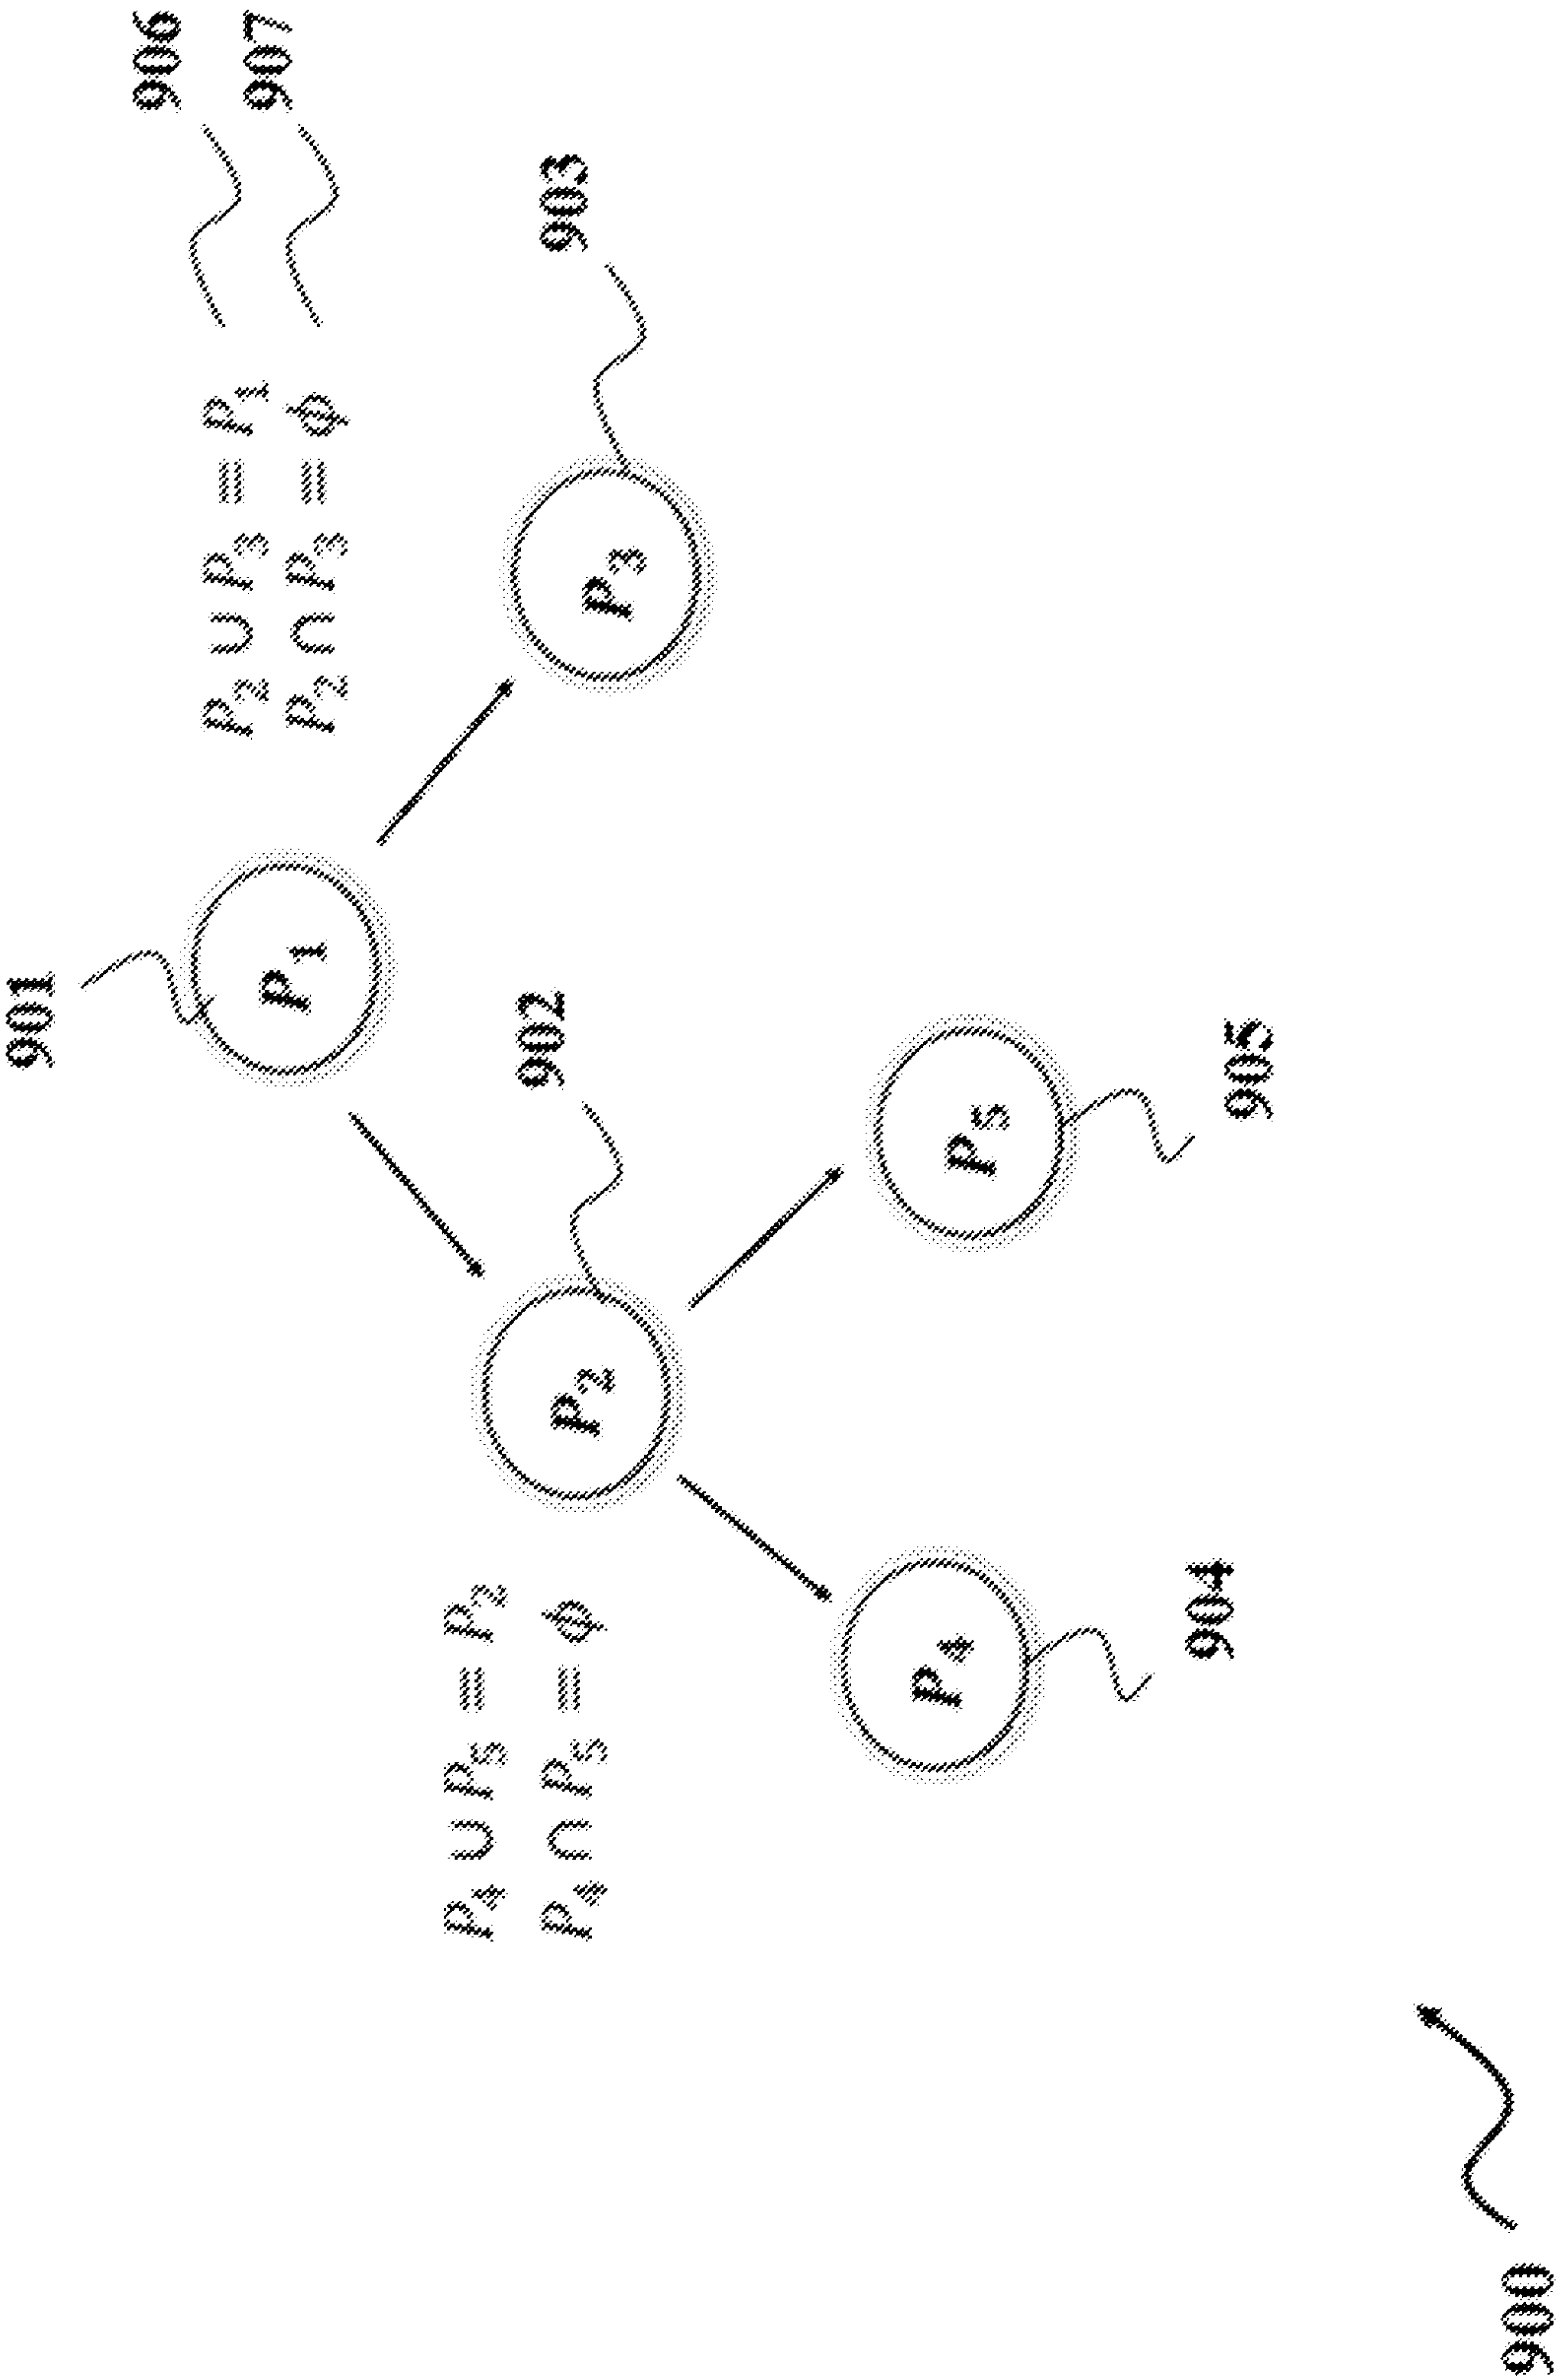 901
906
907
P₂ ∪ P₃ ≡ P₁
P₂ ∩ P₃ ≡ ϕ
P₁
903
902
P₃
P₄ ∪ P₅ ≡ P₂
P₄ ∩ P₅ ≡ ϕ
P₂
P₄
P₅
904
905
900